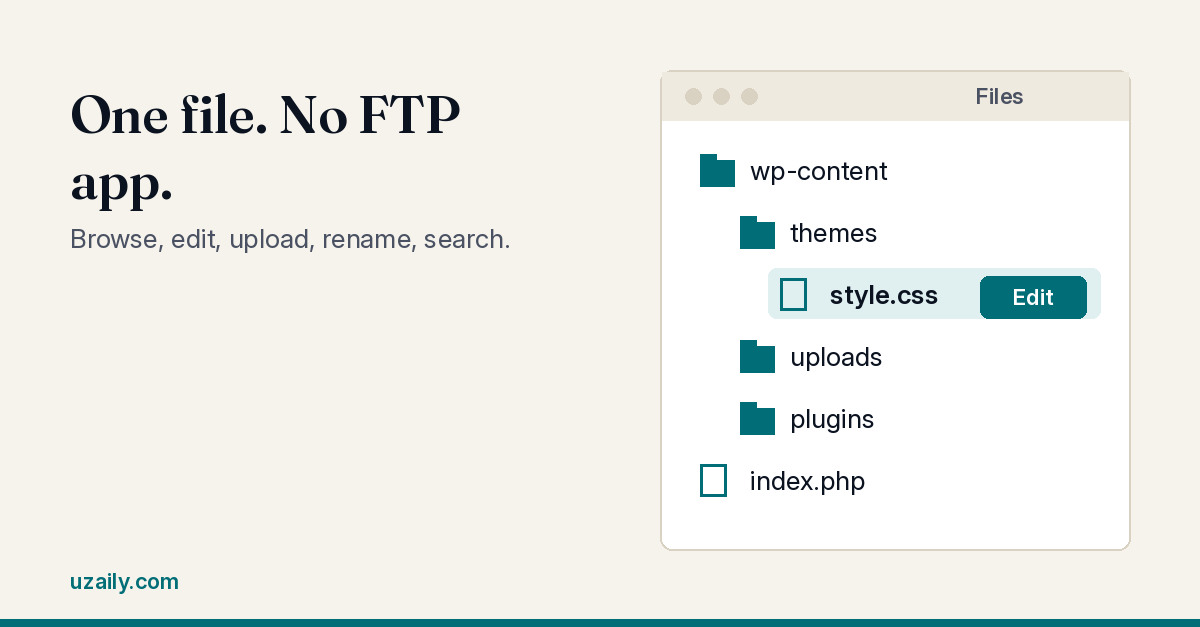 One file. No FTP
app.
Browse, edit, upload, rename, search.
Files
wp-content
themes
style.css
Edit
uploads
plugins
index.php
uzaily.com